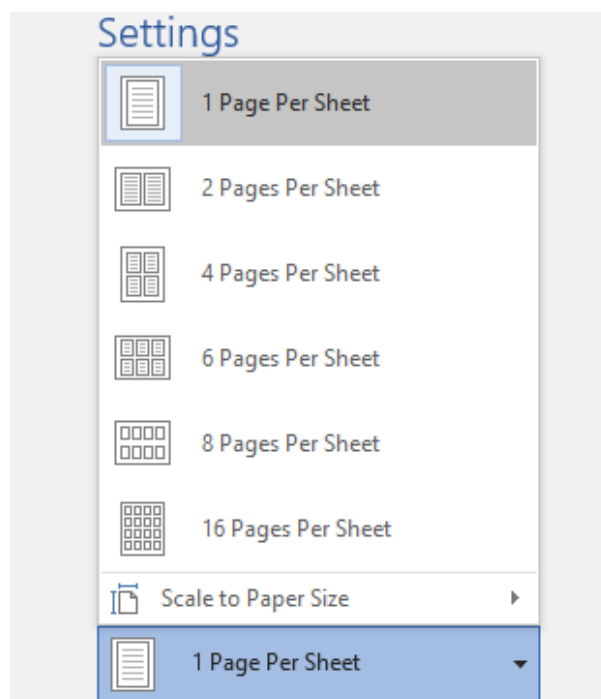 Settings
1 Page Per Sheet
2 Pages Per Sheet
4 Pages Per Sheet
6 Pages Per Sheet
8 Pages Per Sheet
16 Pages Per Sheet
Scale to Paper Size
1 Page Per Sheet